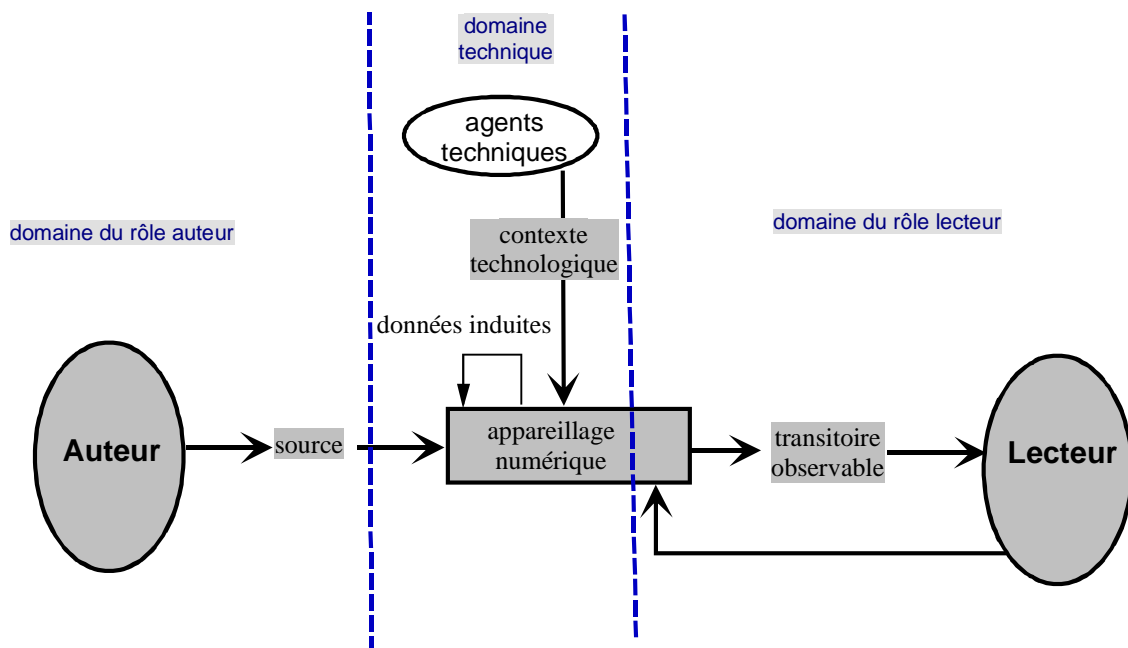 domaine
technique
agents
techniques
domaine du rôle auteur
domaine du rôle lecteur
contexte
technologique
données induites
Auteur
source
appareillage
numérique
transitoire
observable
Lecteur